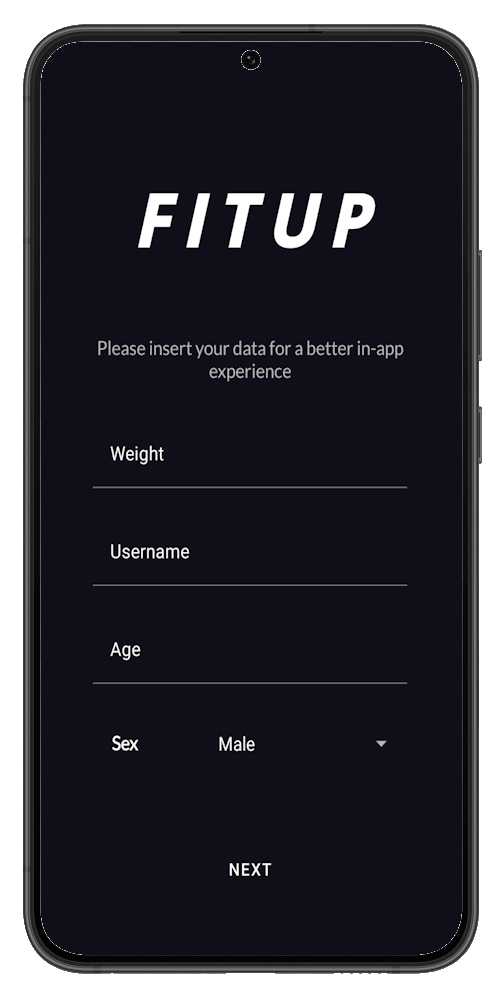 FITUP
Please insert your data for a better in-app
experience
Weight
Username
Age
Sex Male
NEXT